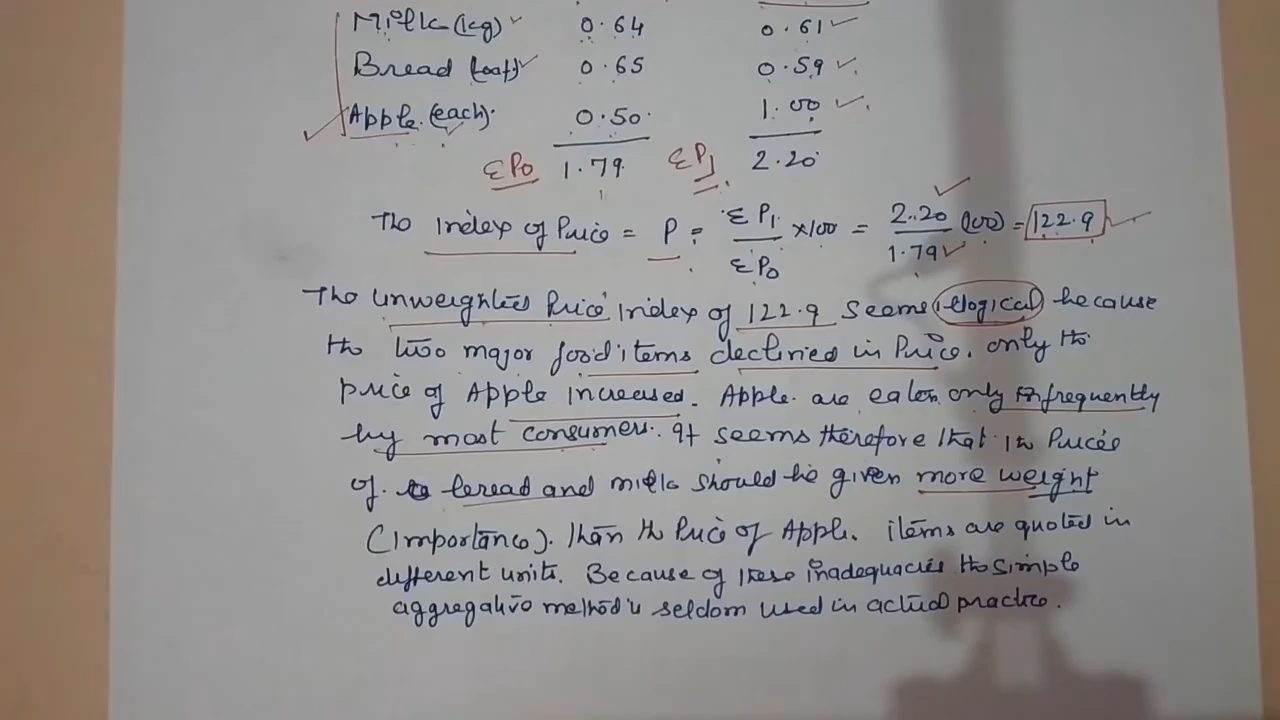 Milk (kg) 0.64 0.61
Bread (loaf) 0.65 0.59
Apple (each). 0.50 1.00
ΣP0 1.79 ΣP1 2.20
The Index of Price = P = ΣP1 / ΣP0 ×100 = 2.20 / 1.79 (100) = 122.9
The Unweighted Price Index of 122.9 seems illogical because
the two major food items declined in Price. only the
price of Apple increased. Apple are eaten only infrequently
by most consumers. It seems therefore that the Prices
of bread and milk should be given more weight
(Importance). than the Price of Apple. items are quoted in
different units. Because of these inadequacies the simple
aggregative method is seldom used in actual practice.